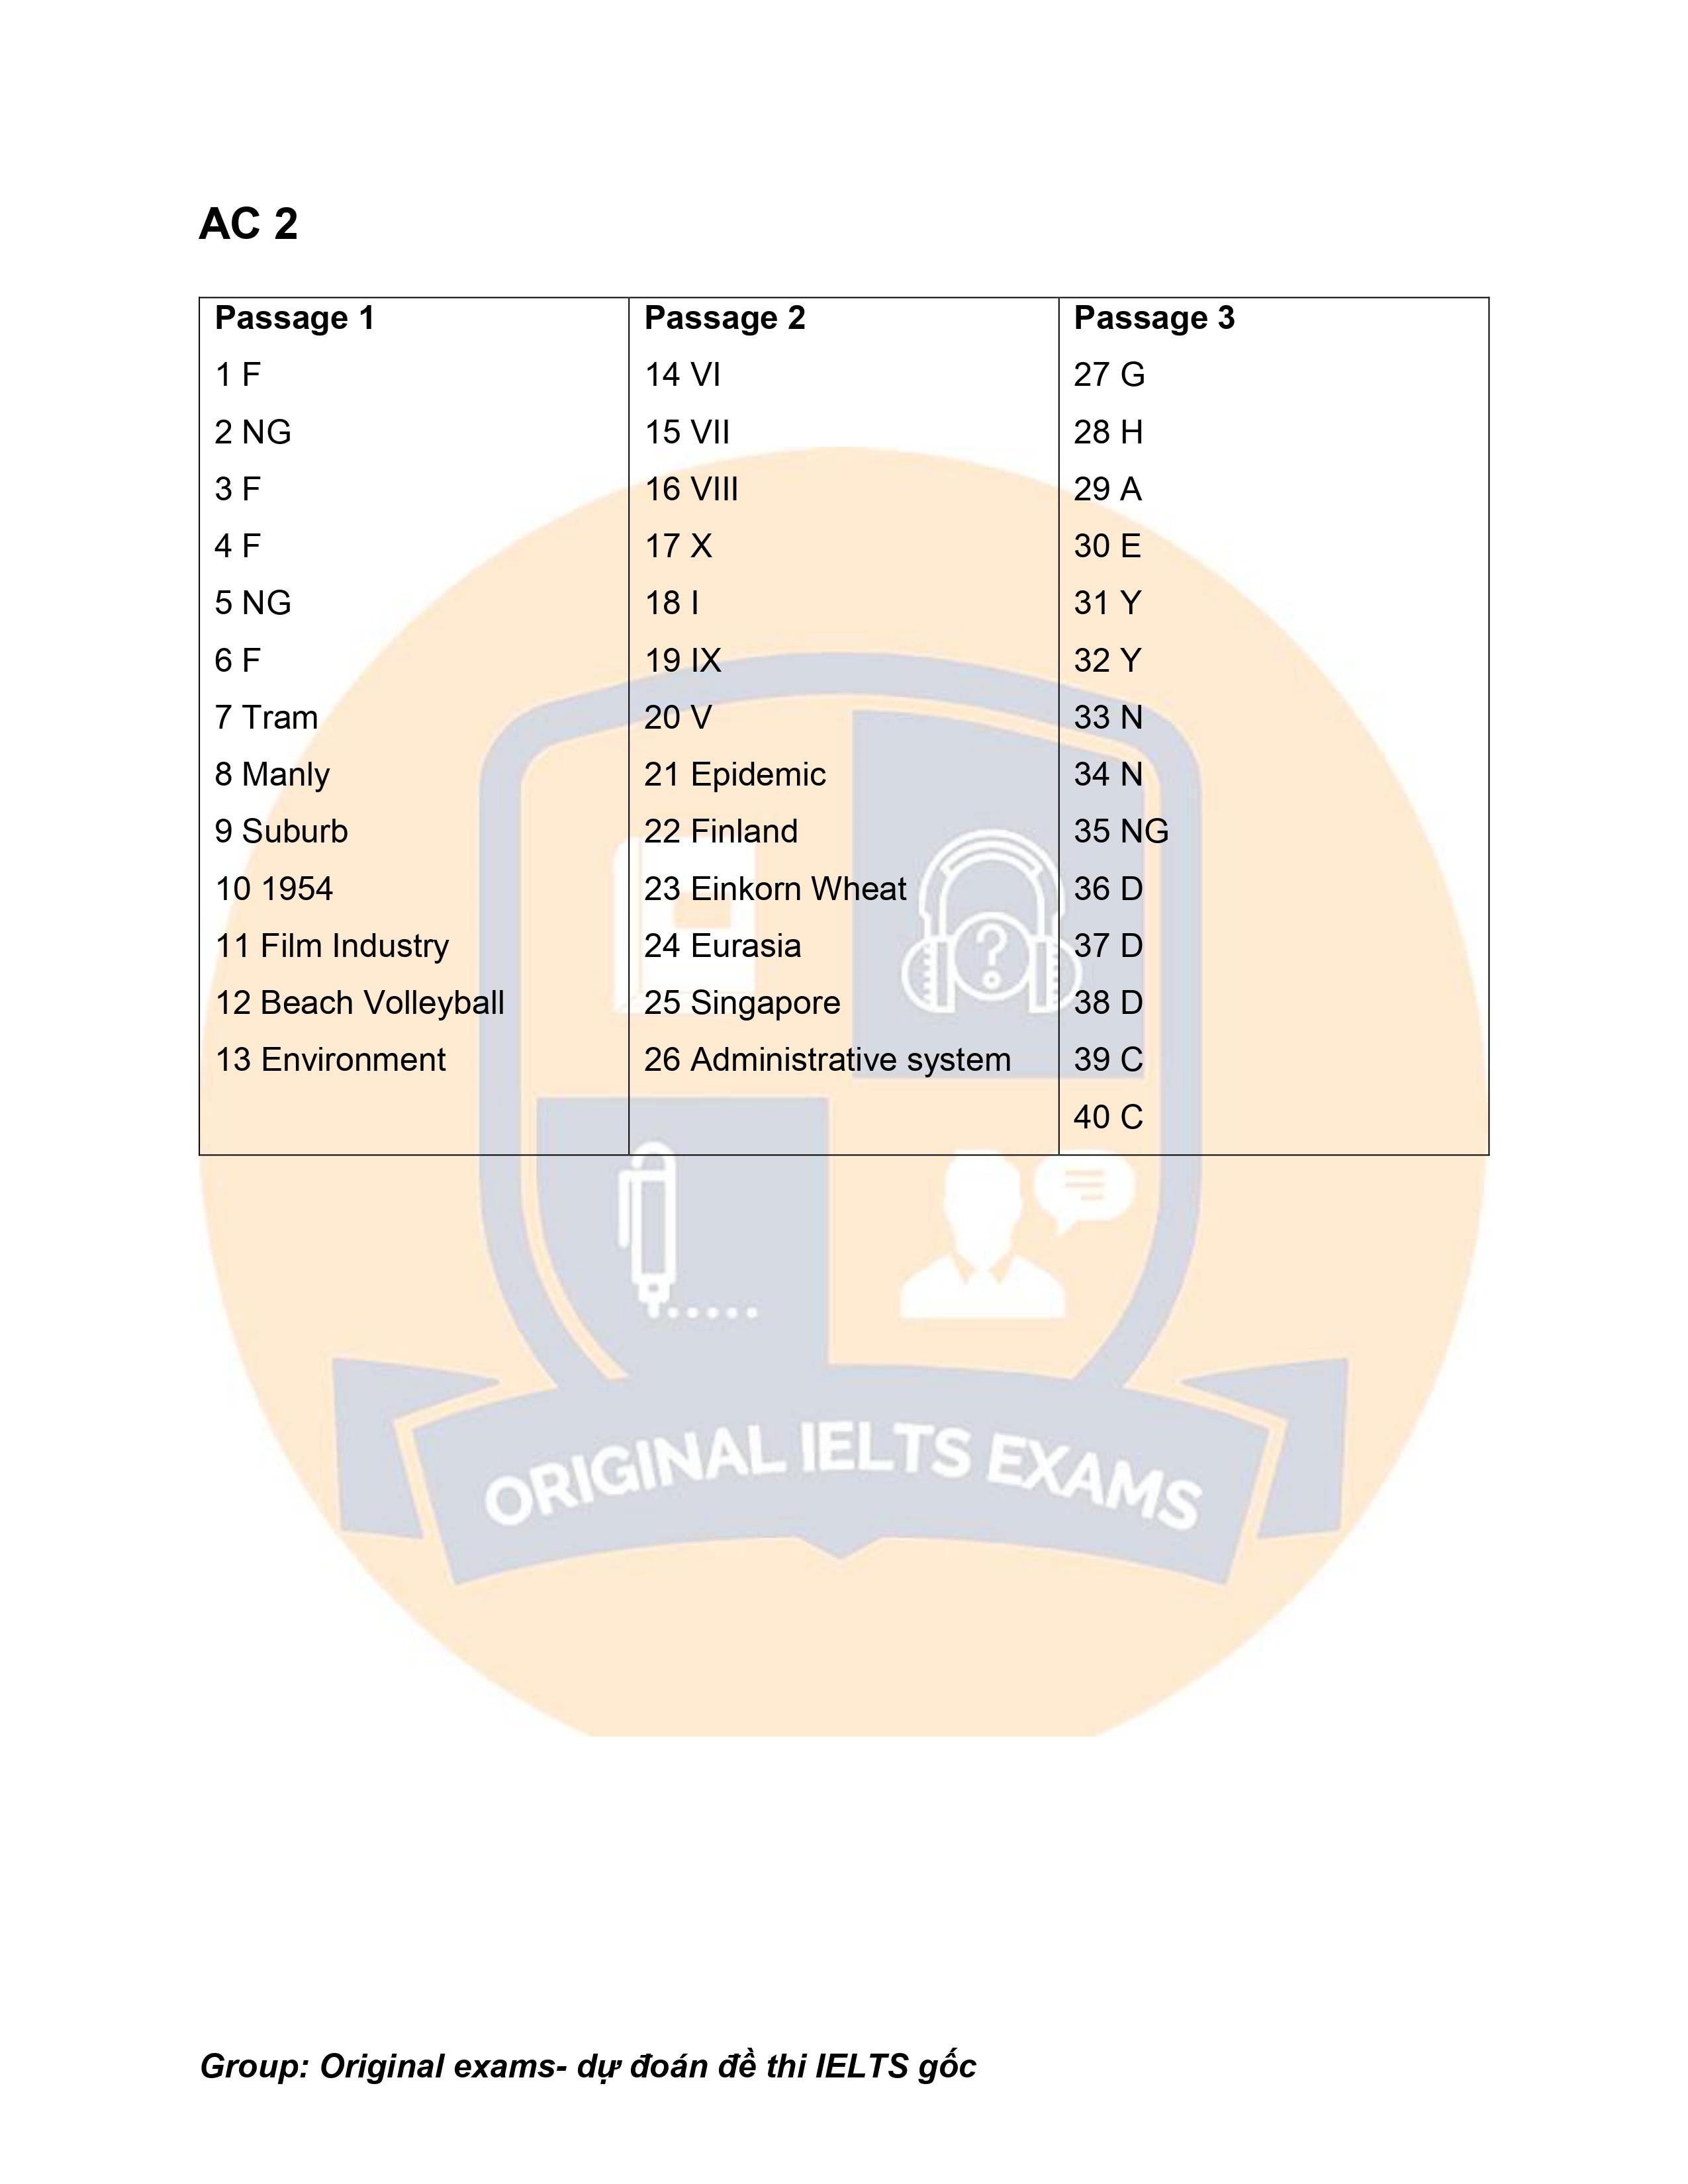 AC 2
Passage 1
1 F
2 NG
3 F
4 F
5 NG
6 F
7 Tram
8 Manly
9 Suburb
10 1954
11 Film Industry
12 Beach Volleyball
13 Environment
Passage 2
14 VI
15 VII
16 VIII
17 X
18 I
19 IX
20 V
21 Epidemic
22 Finland
23 Einkorn Wheat
24 Eurasia
25 Singapore
26 Administrative system
Passage 3
27 G
28 H
29 A
30 E
31 Y
32 Y
33 N
34 N
35 NG
36 D
37 D
38 D
39 C
40 C
?
ORIGINAL IELTS EXAMS
Group: Original exams- dự đoán đề thi IELTS gốc